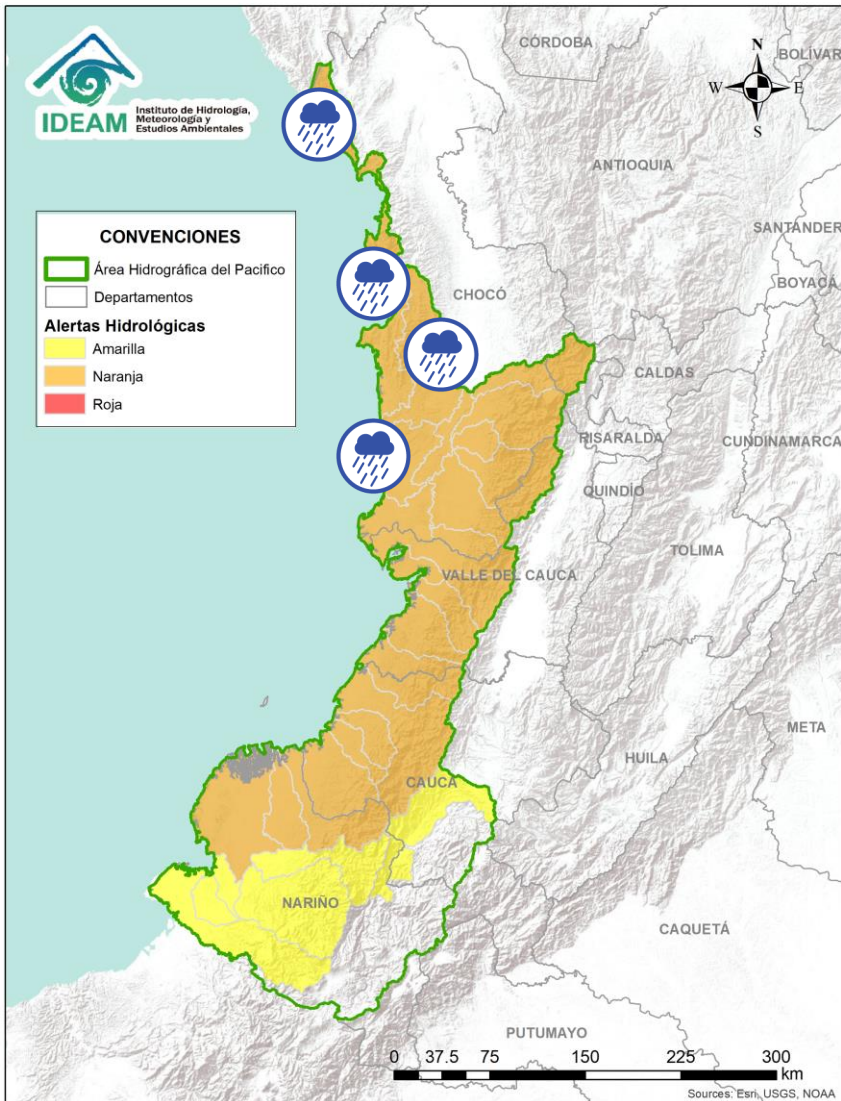 IDEAM
Instituto de Hidrología,
Meteorología y
Estudios Ambientales
CÓRDOBA
BOLÍVAR
N
W
E
S
ANTIOQUIA
SANTANDER
BOYACÁ
CONVENCIONES
Área Hidrográfica del Pacifico
Departamentos
Alertas Hidrológicas
Amarilla
Naranja
Roja
CHOCÓ
CALDAS
RISARALDA
CUNDINAMARCA
QUINDÍO
TOLIMA
VALLE DEL CAUCA
META
HUILA
CAUCA
NARIÑO
CAQUETÁ
PUTUMAYO
0 37.5 75 150 225 300
km
Sources: Esri, USGS, NOAA